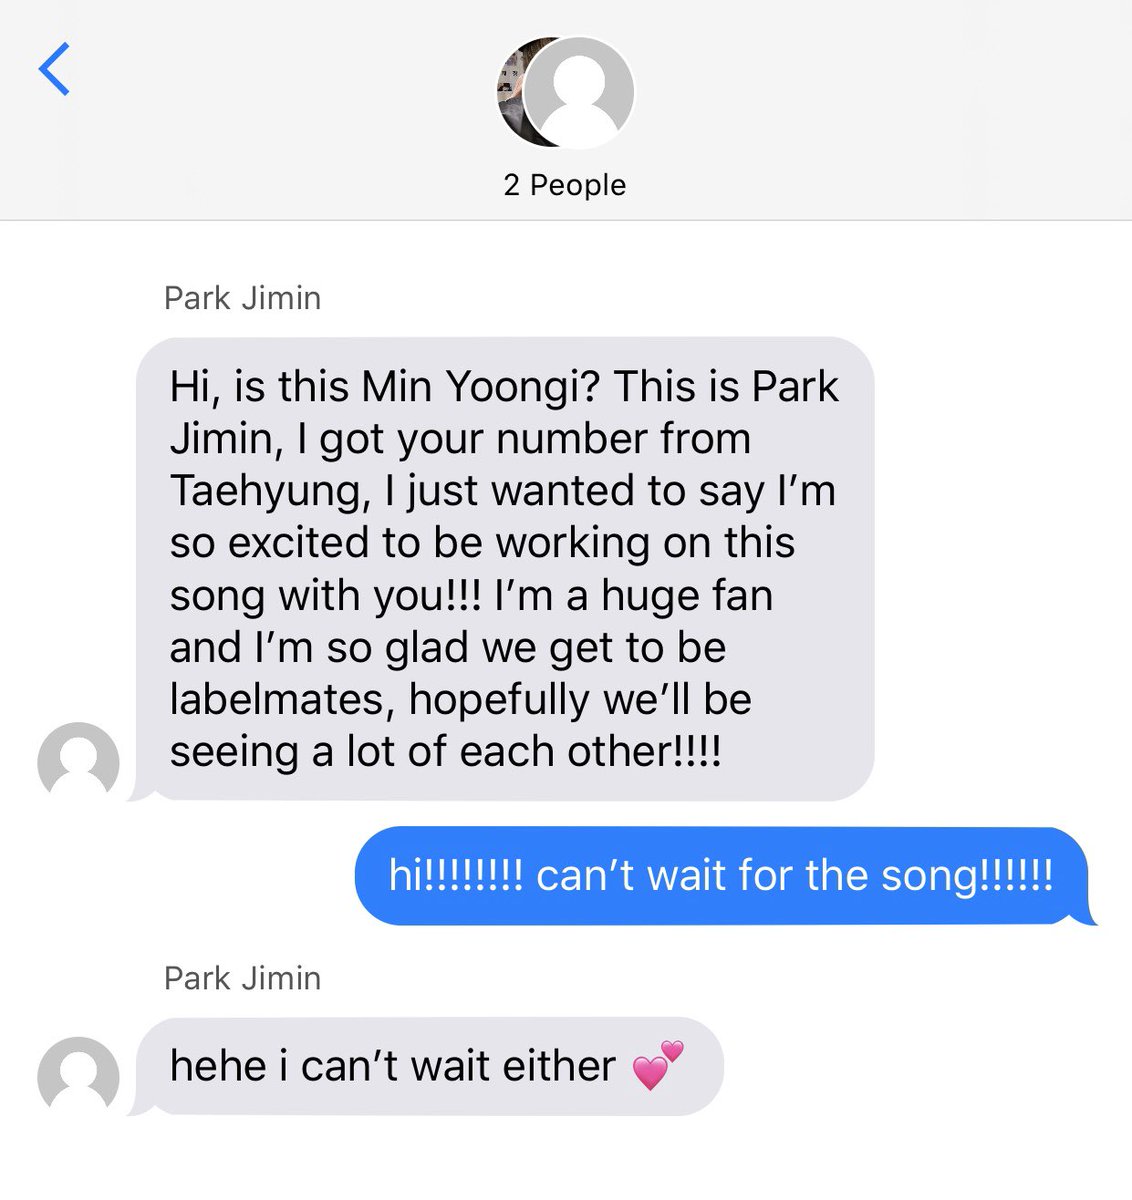 2 People
Park Jimin
Hi, is this Min Yoongi? This is Park
Jimin, I got your number from
Taehyung, I just wanted to say I’m
so excited to be working on this
song with you!!! I’m a huge fan
and I’m so glad we get to be
labelmates, hopefully we’ll be
seeing a lot of each other!!!!
hi!!!!!!!! can’t wait for the song!!!!!!
Park Jimin
hehe i can’t wait either 💕